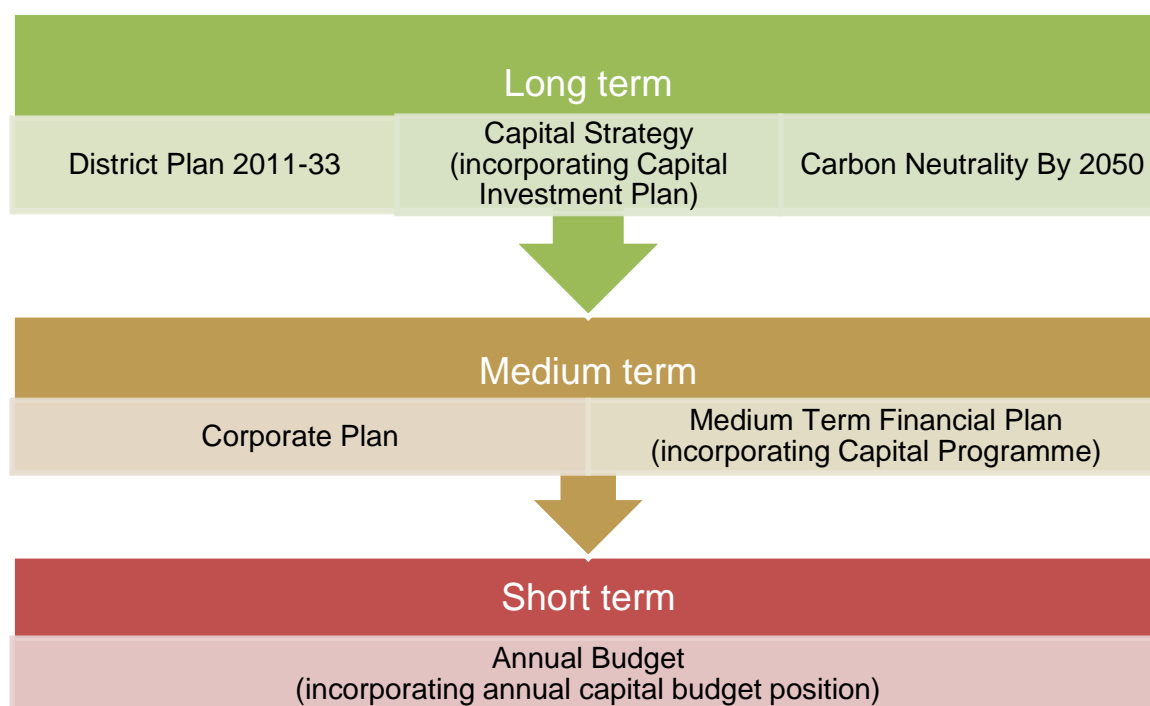 Long term
District Plan 2011-33
Capital Strategy
(incorporating Capital
Investment Plan)
Carbon Neutrality By 2050
Medium term
Corporate Plan
Medium Term Financial Plan
(incorporating Capital Programme)
Short term
Annual Budget
(incorporating annual capital budget position)